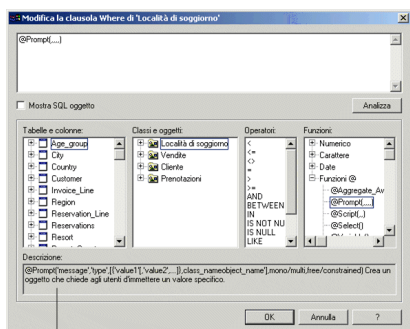 Modifica la clausola Where di 'Località di soggiorno'
@Prompt(,,,,)
Mostra SQL oggetto
Analizza
Tabelle e colonne:
Age_group
City
Country
Customer
Invoice_Line
Region
Reservation_Line
Reservations
Resort
Classi e oggetti:
Località di soggiorno
Vendite
Cliente
Prenotazioni
Operatori:
<
<=
<>
=
>
>=
AND
BETWEEN
IN
IS NOT NU
IS NULL
LIKE
Funzioni:
Numerico
Carattere
Date
Funzioni @
@Aggregate_Av
@Prompt(,,,,)
@Script(,,)
@Select()
Descrizione:
@Prompt('message','type',[{'value1','value2',...}],class_nameobject_name'],mono/multi,free/constrained) Crea un
oggetto che chiede agli utenti d'immettere un valore specifico.
OK
Annulla
?